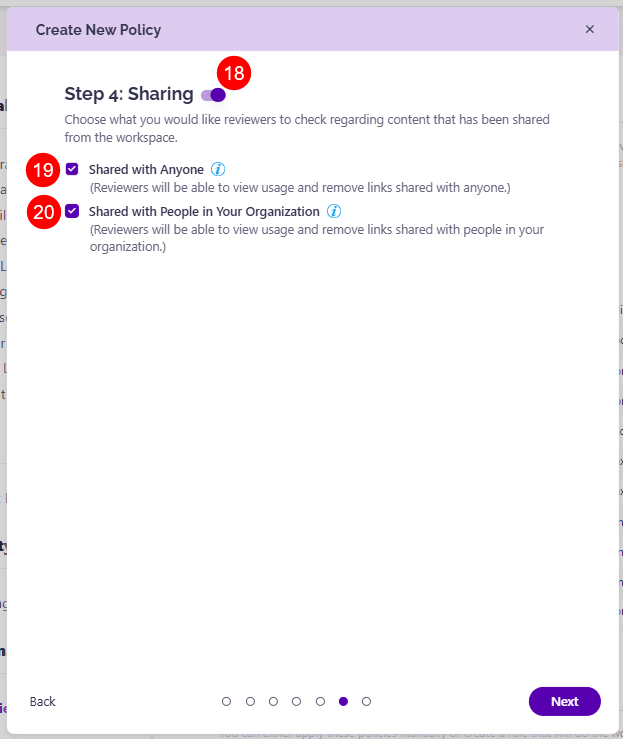 Create New Policy
×
18
Step 4: Sharing
Choose what you would like reviewers to check regarding content that has been shared
from the workspace.
19
Shared with Anyone i
(Reviewers will be able to view usage and remove links shared with anyone.)
20
Shared with People in Your Organization i
(Reviewers will be able to view usage and remove links shared with people in your
organization.)
Back
Next